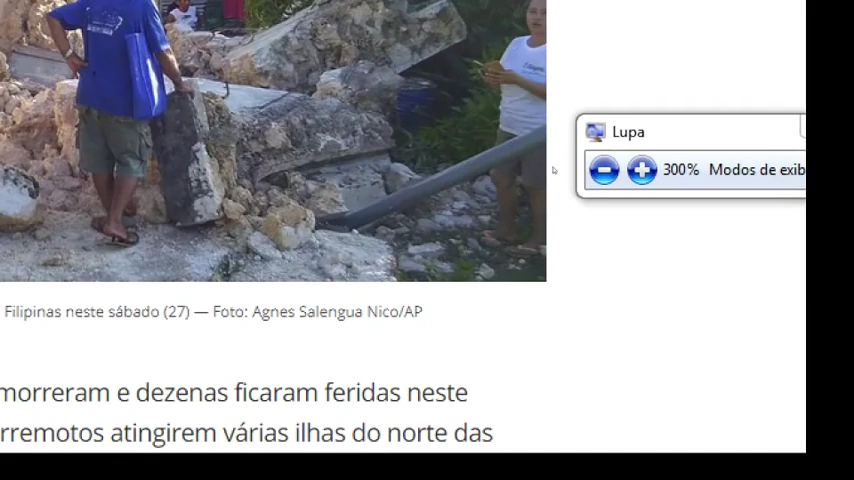 Lupa
300% Modos de exib
Filipinas neste sábado (27) — Foto: Agnes Salengua Nico/AP
morreram e dezenas ficaram feridas neste
rremotos atingirem várias ilhas do norte das